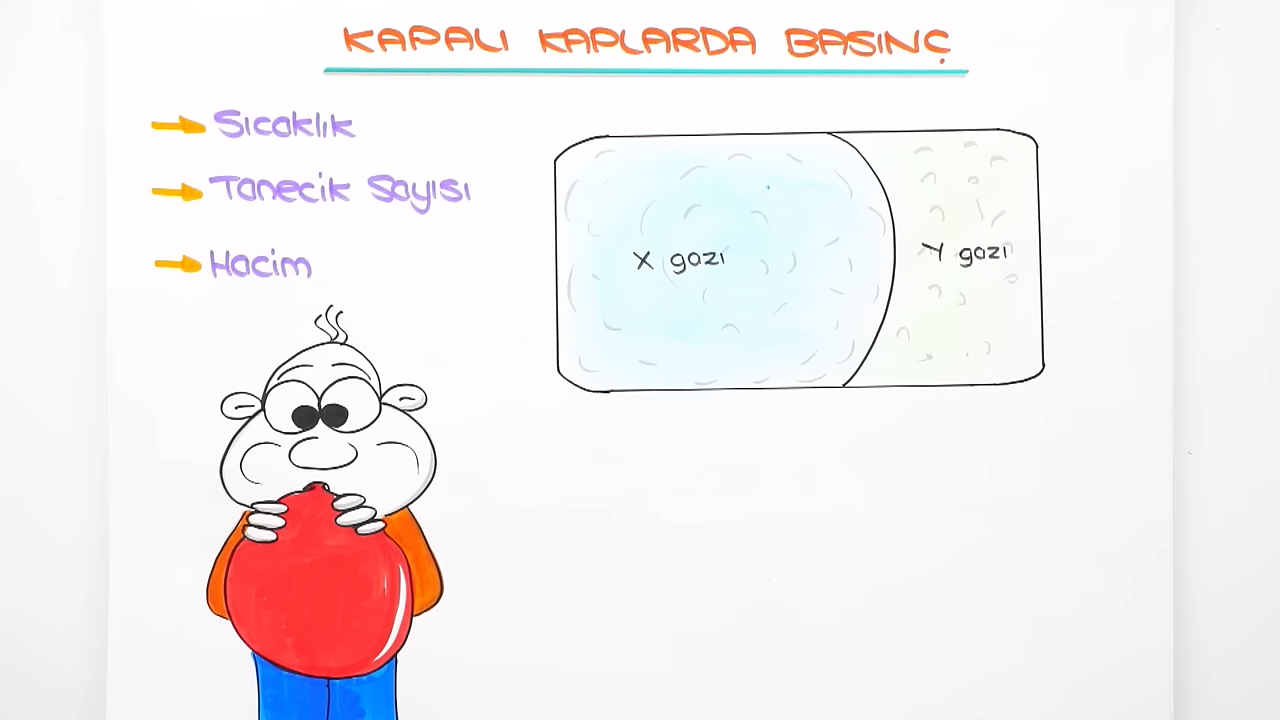 KAPALI KAPLARDA BASINÇ
Sıcaklık
Tanecik Sayısı
Hacim
X gazı
Y gazı